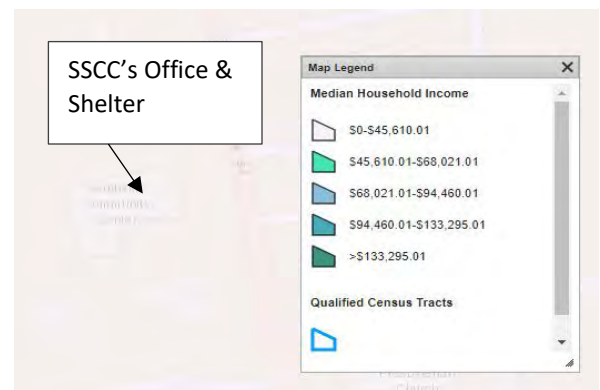 SSCC's Office &
Shelter
Map Legend
Median Household Income
$0-$45,610.01
$45,610.01-$68,021.01
$68,021.01-$94,460.01
$94,460.01-$133,295.01
>$133,295.01
Qualified Census Tracts